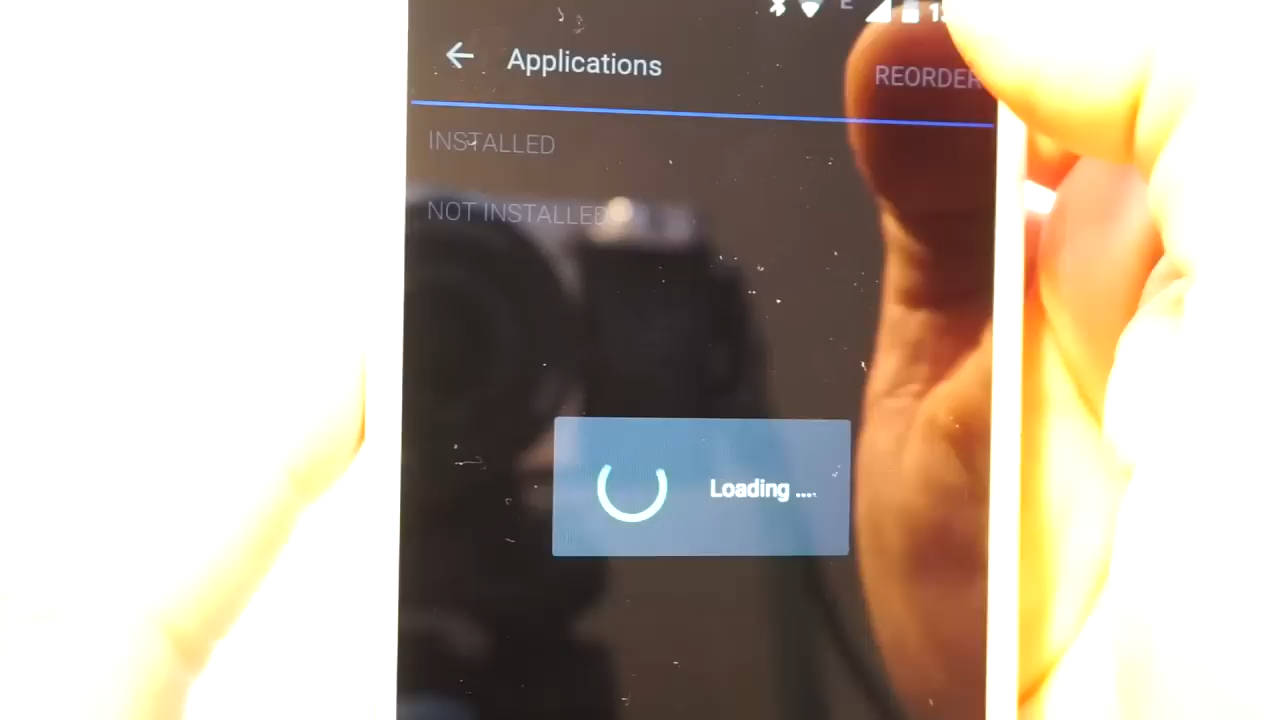 E
Applications
REORDER
INSTALLED
NOT INSTALLED
Loading ....